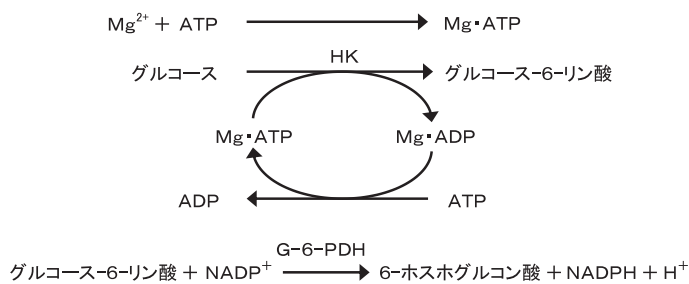 Mg²⁺ + ATP Mg・ATP
HK
グルコース グルコース-6-リン酸
Mg・ATP Mg・ADP
ADP ATP
G-6-PDH
グルコース-6-リン酸 + NADP⁺ 6-ホスホグルコン酸 + NADPH + H⁺